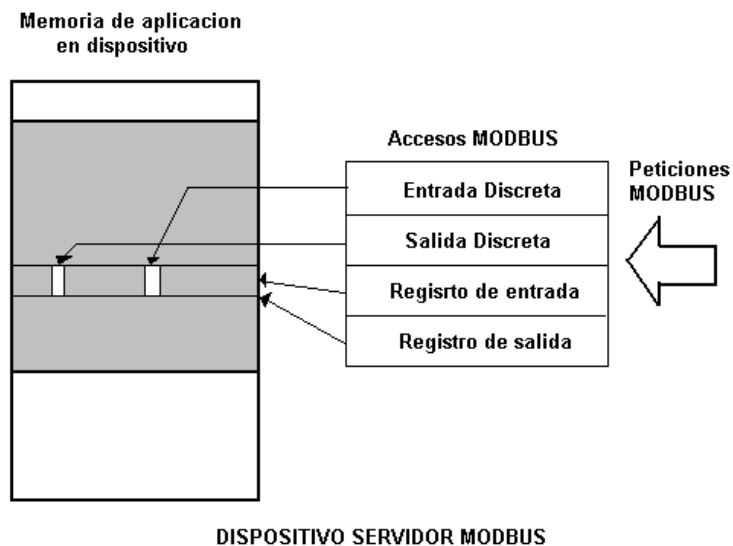 Memoria de aplicacion
en dispositivo
Accesos MODBUS
Entrada Discreta
Salida Discreta
Regisrto de entrada
Registro de salida
Peticiones
MODBUS
DISPOSITIVO SERVIDOR MODBUS